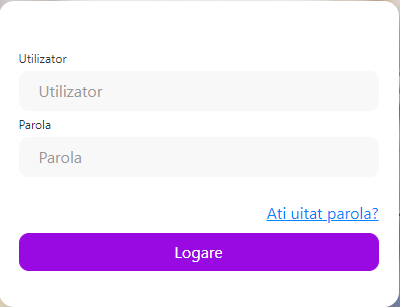 Utilizator
Utilizator
Parola
Parola
Ati uitat parola?
Logare